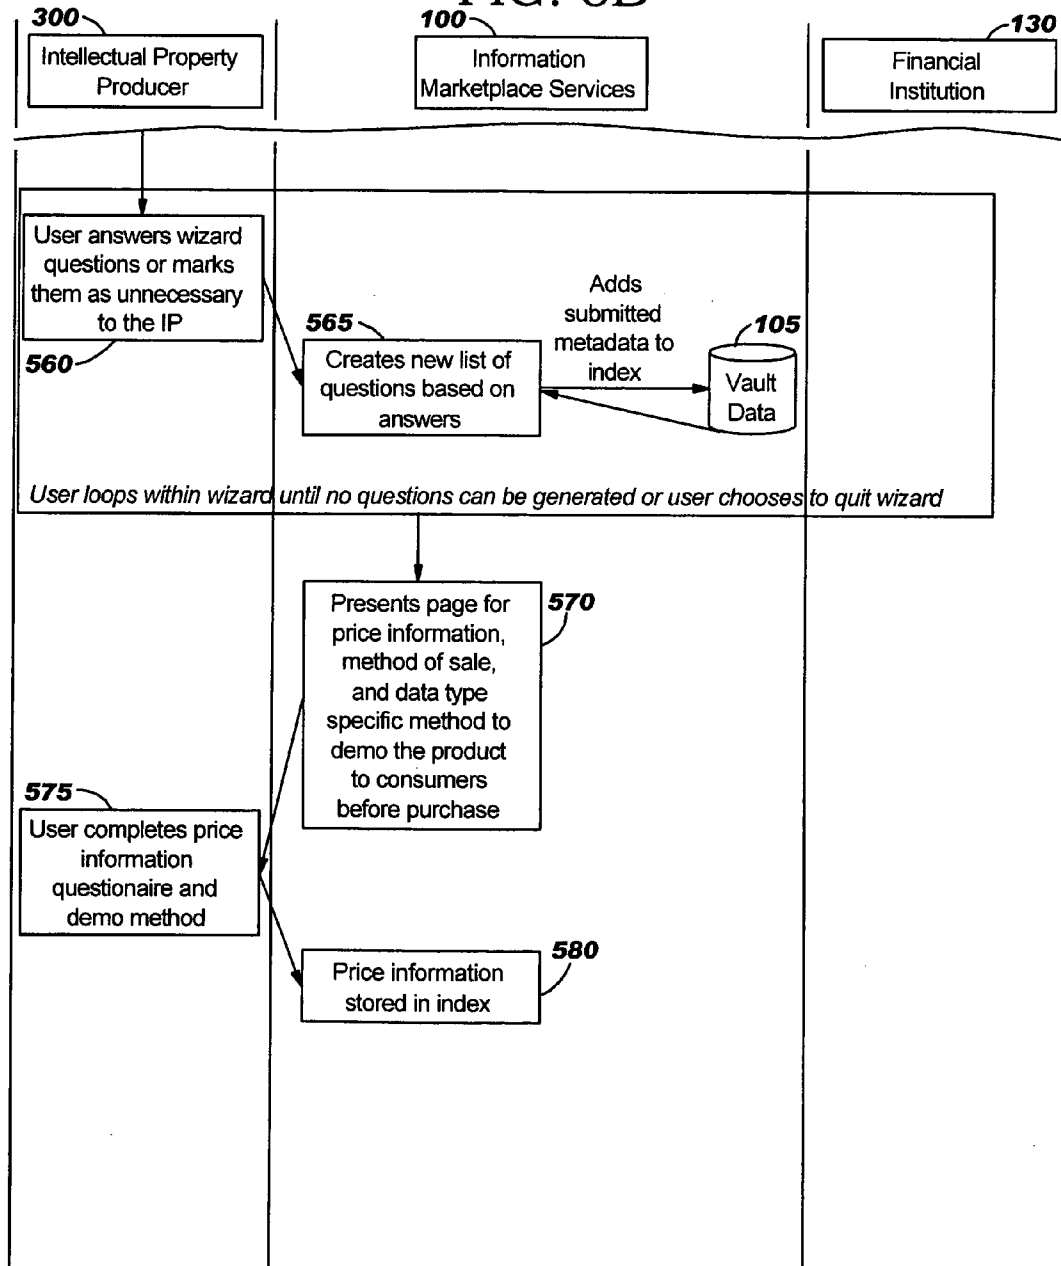 FIG.
300
100
130
Intellectual Property
Producer
Information
Marketplace Services
Financial
Institution
User answers wizard
questions or marks
them as unnecessary
to the IP
560
565
Creates new list of
questions based on
answers
Adds
submitted
metadata to
index
105
Vault
Data
User loops within wizard until no questions can be generated or user chooses to quit wizard
570
Presents page for
price information,
method of sale,
and data type
specific method to
demo the product
to consumers
before purchase
575
User completes price
information
questionaire and
demo method
580
Price information
stored in index